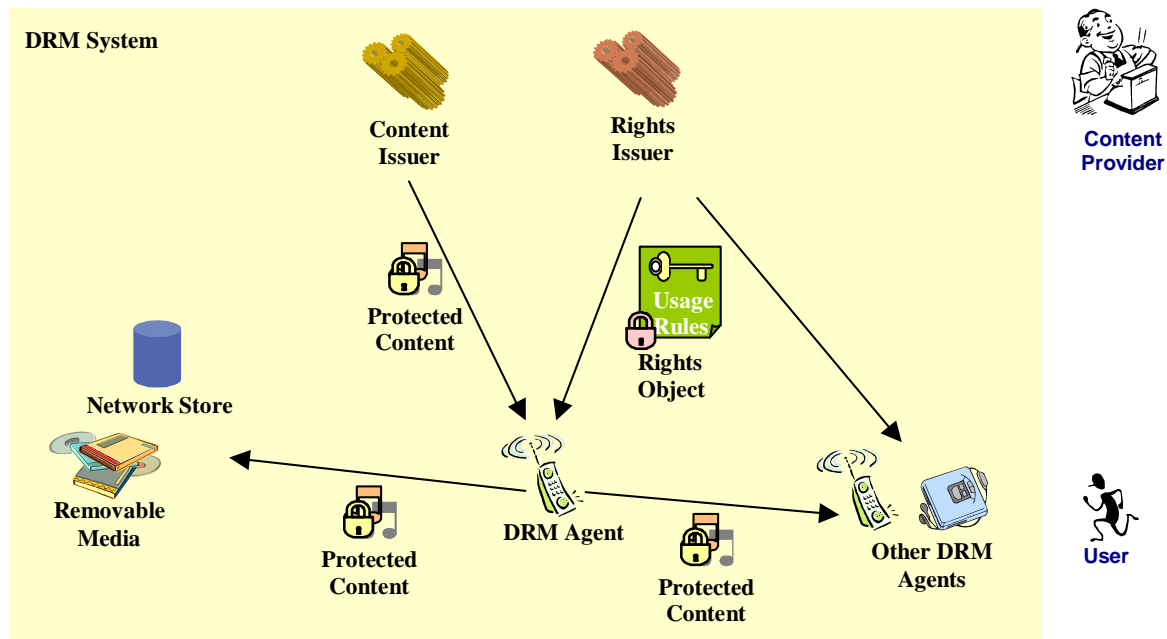 DRM System
Content
Issuer
Rights
Issuer
Content
Provider
Protected
Content
Usage
Rules
Rights
Object
Network Store
Removable
Media
Protected
Content
DRM Agent
Protected
Content
Other DRM
Agents
User